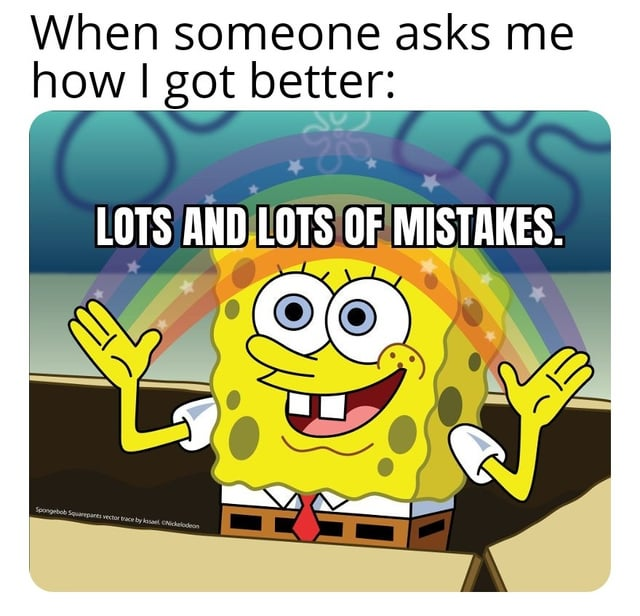 When someone asks me
how I got better:
LOTS AND LOTS OF MISTAKES.
Spongebob Squarepants vector trace by kssael. ©Nickelodeon